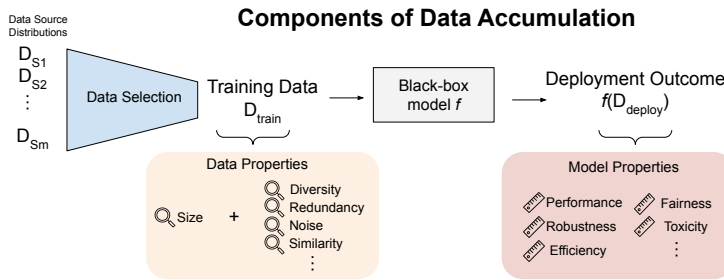 Components of Data Accumulation
Data Source
Distributions
D_S1
D_S2
⋮
D_Sm
Data Selection
Training Data
D_train
Black-box
model f
Deployment Outcome
f(D_deploy)
Data Properties
Size
+
Diversity
Redundancy
Noise
Similarity
⋮
Model Properties
Performance
Robustness
Efficiency
Fairness
Toxicity
⋮